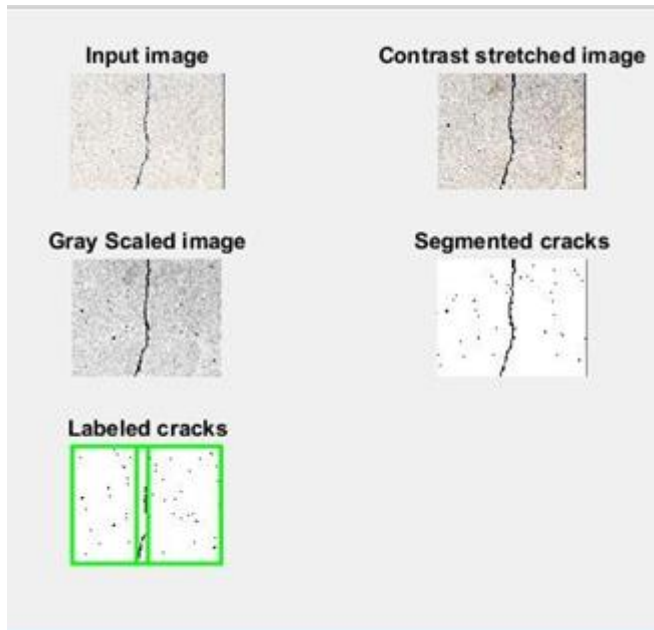 Input image
Contrast stretched image
Gray Scaled image
Segmented cracks
Labeled cracks